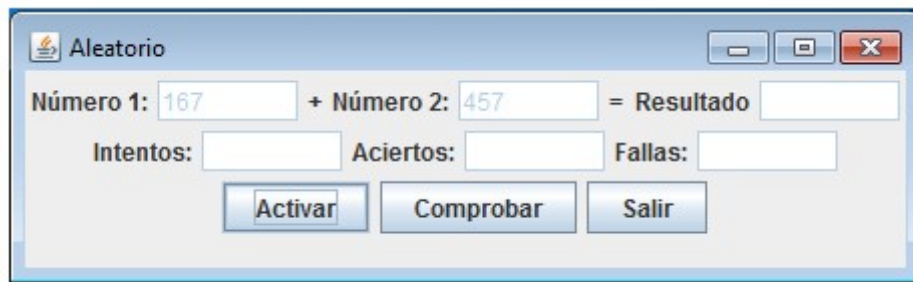 Aleatorio
Número 1: 167 + Número 2: 457 = Resultado
Intentos: Aciertos: Fallas:
Activar Comprobar Salir